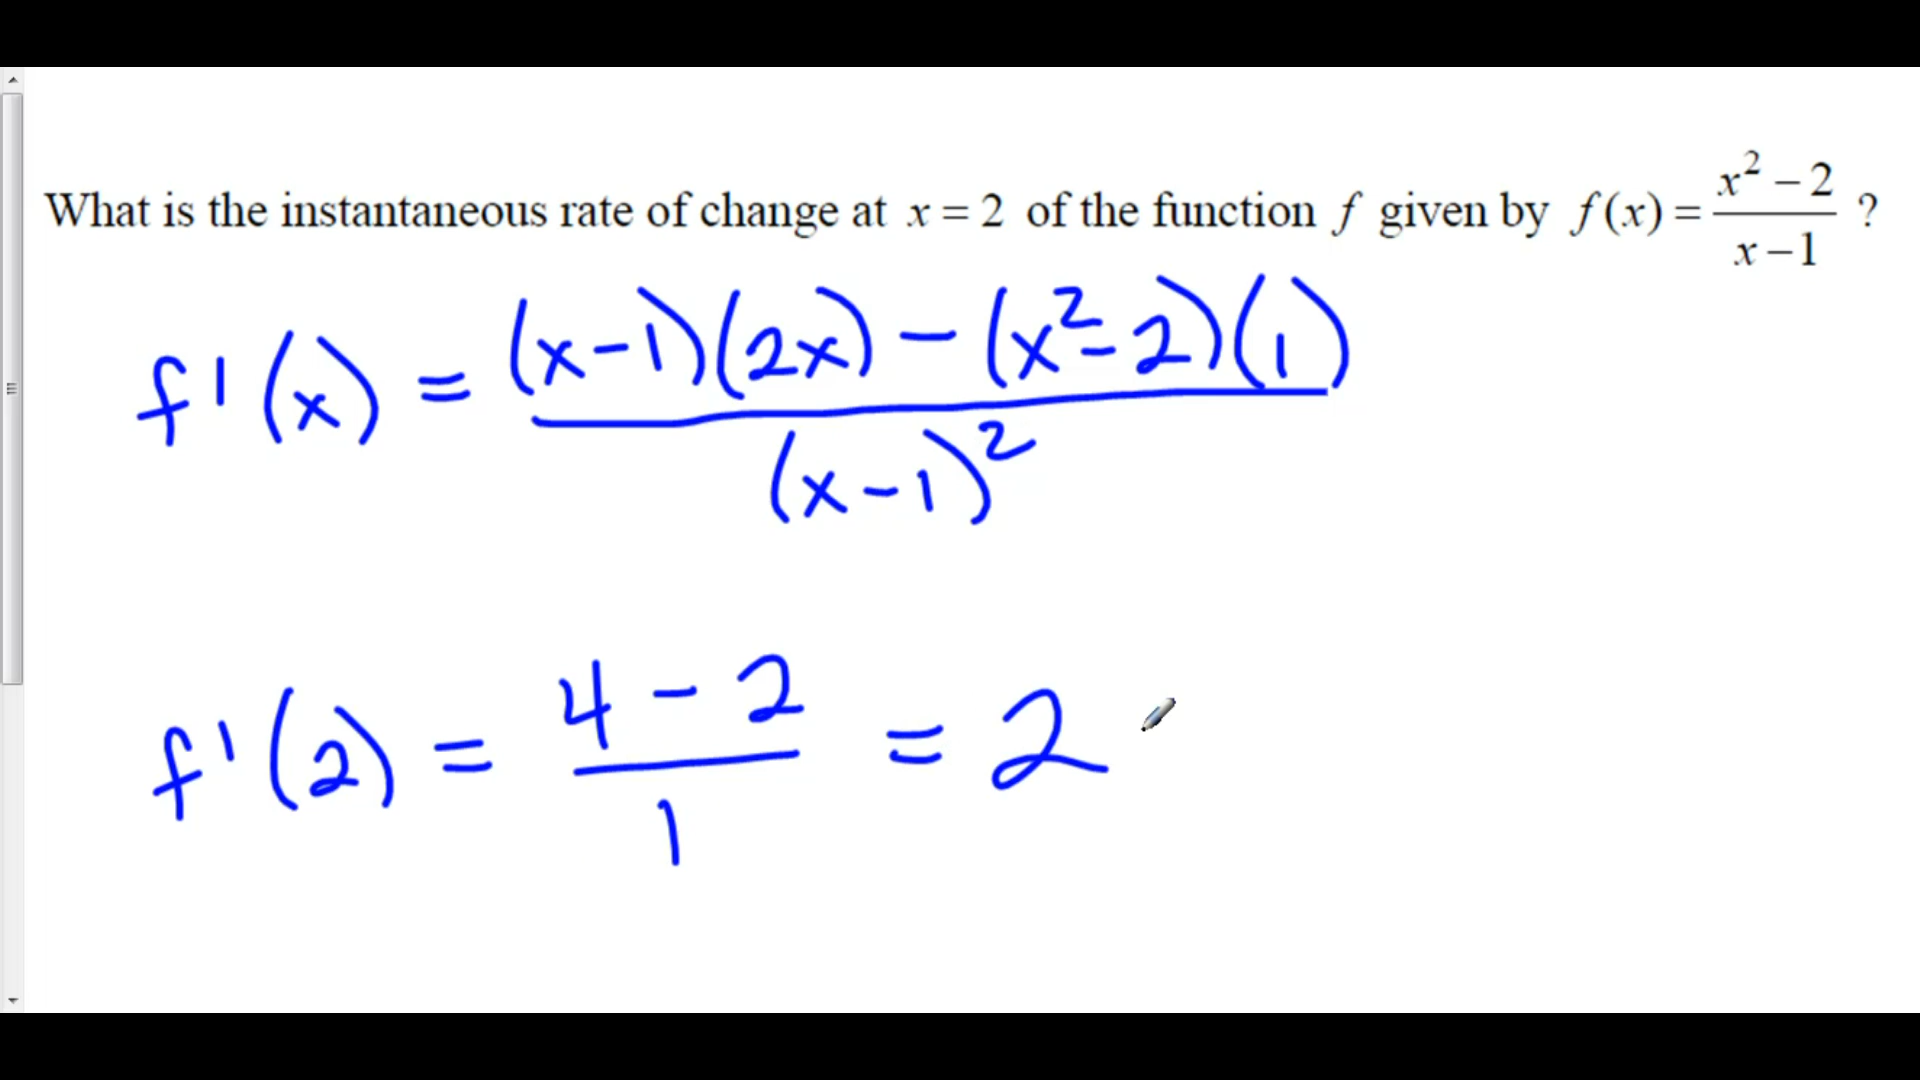 What is the instantaneous rate of change at x = 2 of the function f given by f(x) = (x² − 2)/(x − 1) ?
f'(x) = ((x−1)(2x) − (x²−2)(1))/(x−1)²
f'(2) = (4 − 2)/1 = 2